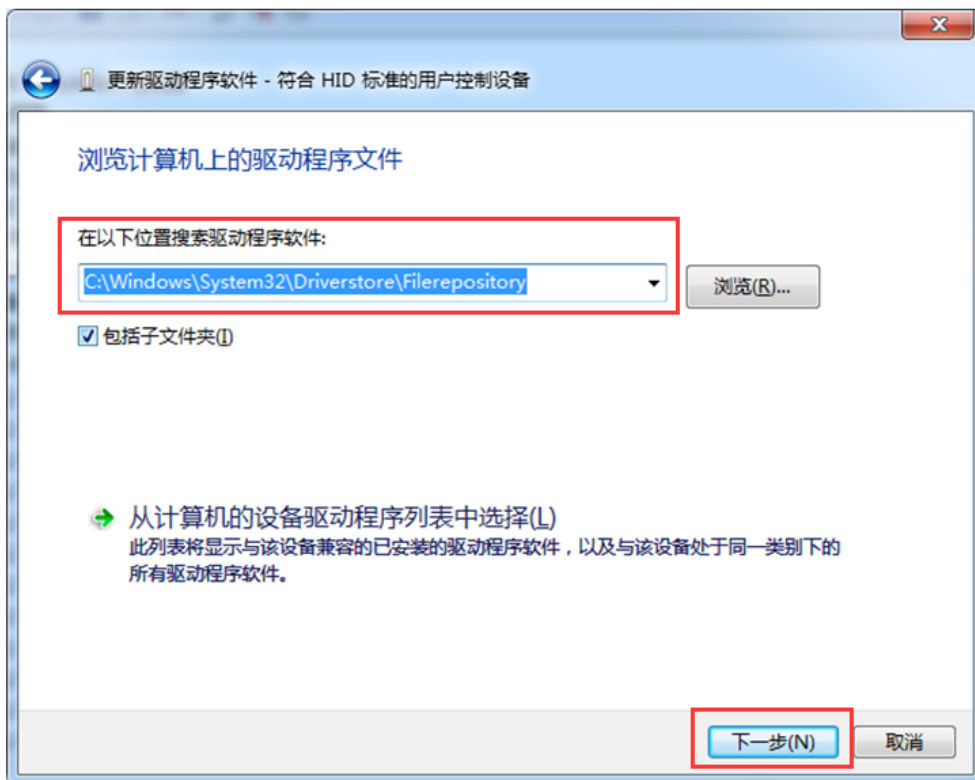 更新驱动程序软件 - 符合 HID 标准的用户控制设备
浏览计算机上的驱动程序文件
在以下位置搜索驱动程序软件:
C:\Windows\System32\Driverstore\Filerepository
浏览(R)...
包括子文件夹(I)
从计算机的设备驱动程序列表中选择(L)
此列表将显示与该设备兼容的已安装的驱动程序软件，以及与该设备处于同一类别下的
所有驱动程序软件。
下一步(N)
取消